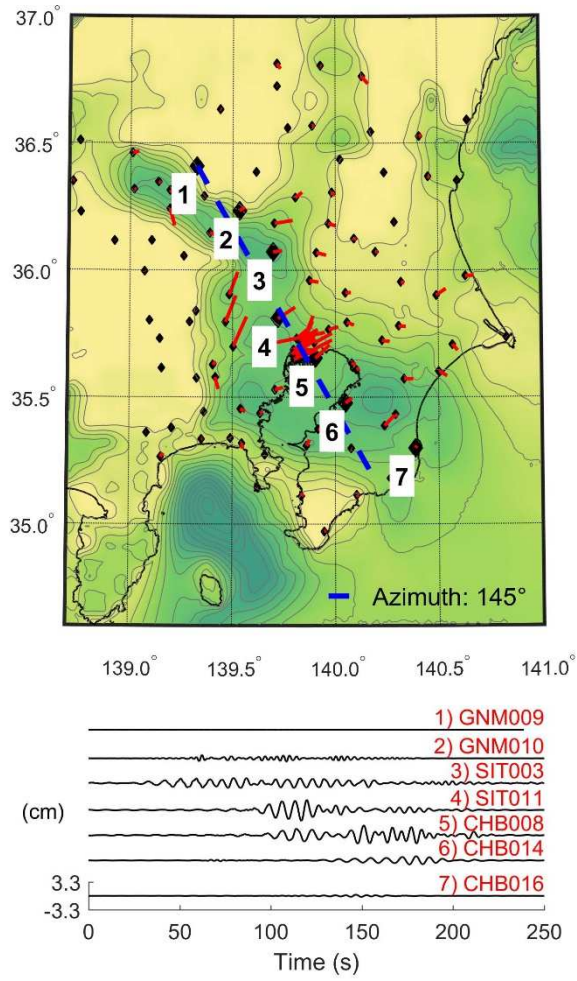 37.0°
36.5°
36.0°
35.5°
35.0°
1
2
3
4
5
6
7
Azimuth: 145°
139.0° 139.5° 140.0° 140.5° 141.0°
1) GNM009
2) GNM010
3) SIT003
4) SIT011
5) CHB008
6) CHB014
7) CHB016
(cm)
3.3
-3.3
0 50 100 150 200 250
Time (s)